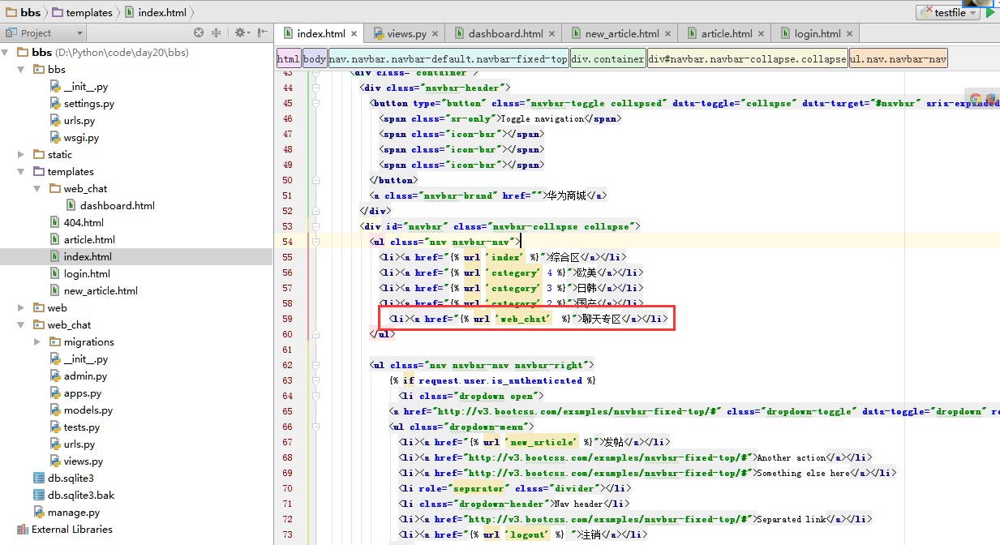 bbs templates index.html testfile
Project
index.html views.py dashboard.html new_article.html article.html login.html
html body nav.navbar.navbar-default.navbar-fixed-top div.container div#navbar.navbar-collapse.collapse ul.nav.navbar-nav
bbs (D:\Python\code\day20\bbs)
bbs
__init__.py
settings.py
urls.py
wsgi.py
static
templates
web_chat
dashboard.html
404.html
article.html
index.html
login.html
new_article.html
web
web_chat
migrations
__init__.py
admin.py
apps.py
models.py
tests.py
urls.py
views.py
db.sqlite3
db.sqlite3.bak
manage.py
External Libraries
43 <div class="container">
44 <div class="navbar-header">
45 <button type="button" class="navbar-toggle collapsed" data-toggle="collapse" data-target="#navbar" aria-expanded
46 <span class="sr-only">Toggle navigation</span>
47 <span class="icon-bar"></span>
48 <span class="icon-bar"></span>
49 <span class="icon-bar"></span>
50 </button>
51 <a class="navbar-brand" href="">华为商城</a>
52 </div>
53 <div id="navbar" class="navbar-collapse collapse">
54 <ul class="nav navbar-nav">
55 <li><a href="{% url 'index' %}">综合区</a></li>
56 <li><a href="{% url 'category' 4 %}">欧美</a></li>
57 <li><a href="{% url 'category' 3 %}">日韩</a></li>
58 <li><a href="{% url 'category' 2 %}">国产</a></li>
59 <li><a href="{% url 'web_chat' %}">聊天专区</a></li>
60 </ul>
61
62 <ul class="nav navbar-nav navbar-right">
63 {% if request.user.is_authenticated %}
64 <li class="dropdown open">
65 <a href="http://v3.bootcss.com/examples/navbar-fixed-top/#" class="dropdown-toggle" data-toggle="dropdown" ro
66 <ul class="dropdown-menu">
67 <li><a href="{% url 'new_article' %}">发帖</a></li>
68 <li><a href="http://v3.bootcss.com/examples/navbar-fixed-top/#">Another action</a></li>
69 <li><a href="http://v3.bootcss.com/examples/navbar-fixed-top/#">Something else here</a></li>
70 <li role="separator" class="divider"></li>
71 <li class="dropdown-header">Nav header</li>
72 <li><a href="http://v3.bootcss.com/examples/navbar-fixed-top/#">Separated link</a></li>
73 <li><a href="{% url 'logout' %} ">注销</a></li>